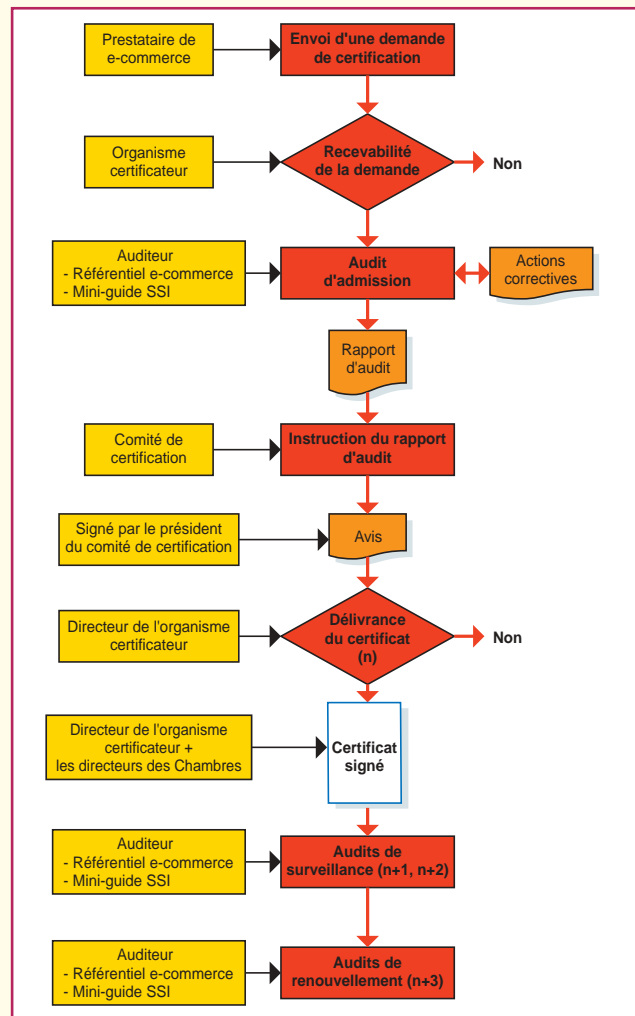 Prestataire de
e-commerce
Envoi d'une demande
de certification
Organisme
certificateur
Recevabilité
de la demande
Non
Auditeur
- Référentiel e-commerce
- Mini-guide SSI
Audit
d'admission
Actions
correctives
Rapport
d'audit
Comité de
certification
Instruction du rapport
d'audit
Signé par le président
du comité de certification
Avis
Directeur de l'organisme
certificateur
Délivrance
du certificat
(n)
Non
Directeur de l'organisme
certificateur +
les directeurs des Chambres
Certificat
signé
Auditeur
- Référentiel e-commerce
- Mini-guide SSI
Audits de
surveillance (n+1, n+2)
Auditeur
- Référentiel e-commerce
- Mini-guide SSI
Audits de
renouvellement (n+3)